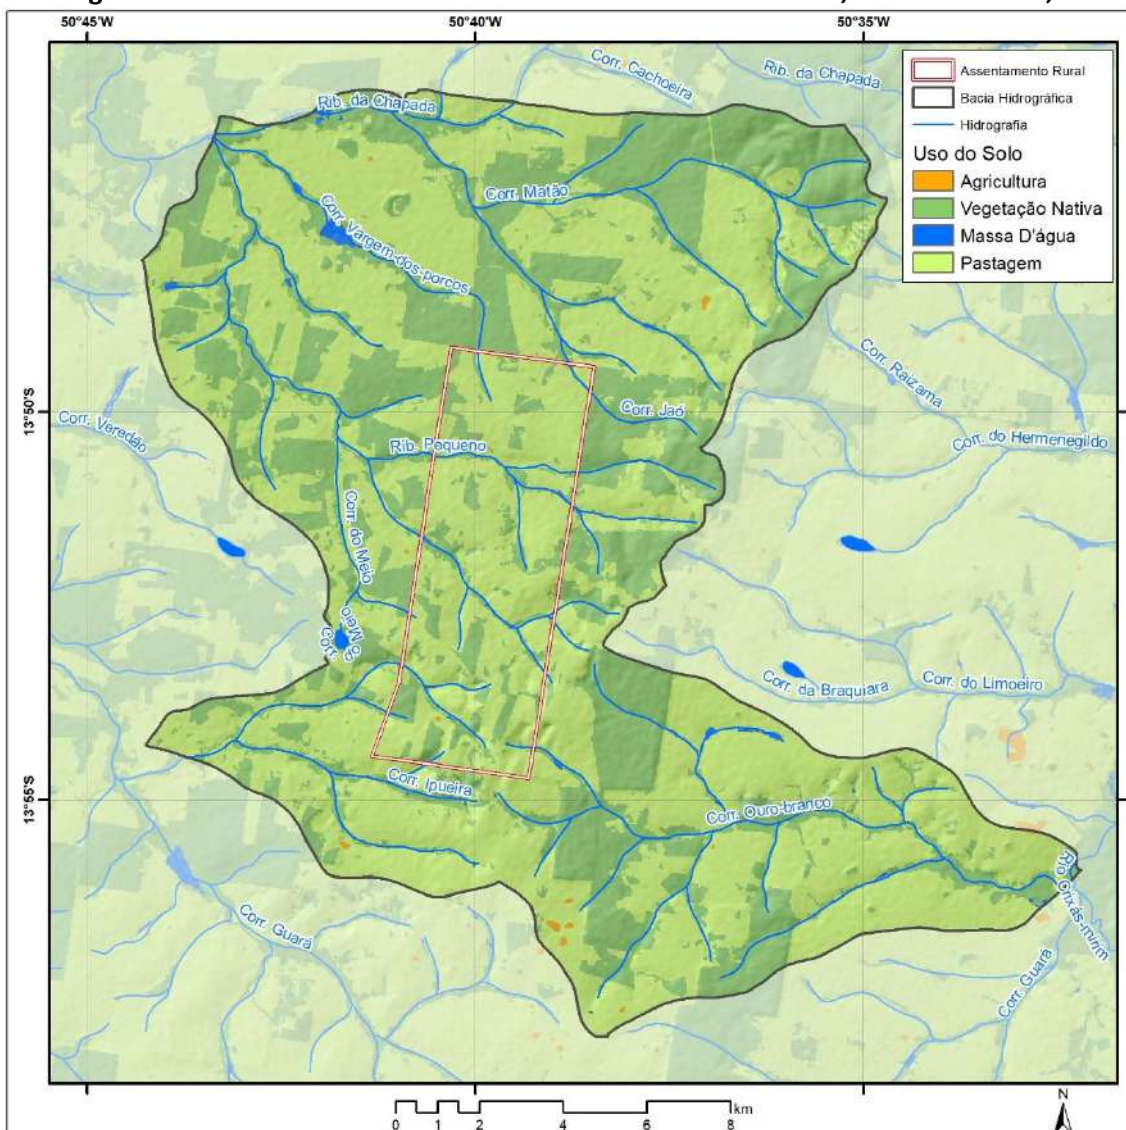 50°45'W
50°40'W
50°35'W
Corr. Cachoeira
Rib. da Chapada
Rib. da Chapada
Assentamento Rural
Bacia Hidrográfica
Hidrografia
Uso do Solo
Agricultura
Vegetação Nativa
Massa D'água
Pastagem
Corr. Matão
Corr. Vargem-dos-porcos
Corr. Raizama
13°50'S
Corr. Jaó
Corr. Veredão
Rib. Pequeno
Corr. do Hermenegildo
Corr. do Meio
Corr. do Meio
Corr. da Braquiara
Corr. do Limoeiro
13°55'S
Corr. Ipueira
Corr. Ouro-branco
Rio Crixás-mirim
Corr. Guará
Corr. Guará
N
0 1 2 4 6 8 km